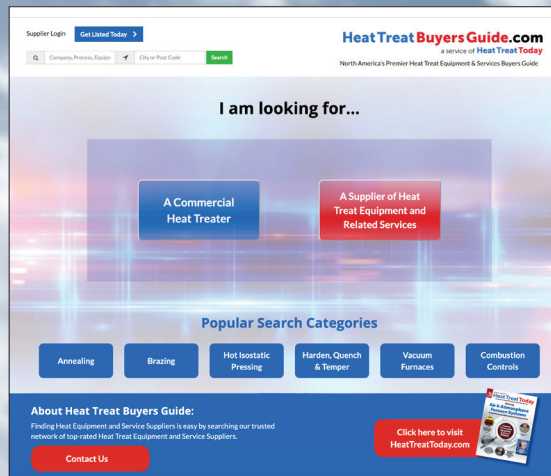 Supplier Login
Get Listed Today >
Company, Process, Equipm
City or Post Code
Search
HeatTreatBuyersGuide.com
a service of Heat Treat Today
North America's Premier Heat Treat Equipment & Services Buyers Guide
I am looking for...
A Commercial
Heat Treater
A Supplier of Heat
Treat Equipment and
Related Services
Popular Search Categories
Annealing
Brazing
Hot Isostatic
Pressing
Harden, Quench
& Temper
Vacuum
Furnaces
Combustion
Controls
About Heat Treat Buyers Guide:
Finding Heat Equipment and Service Suppliers is easy by searching our trusted
network of top-rated Heat Treat Equipment and Service Suppliers.
Contact Us
Click here to visit
HeatTreatToday.com
Heat Treat Today
Air & Atmosphere
Furnace Systems